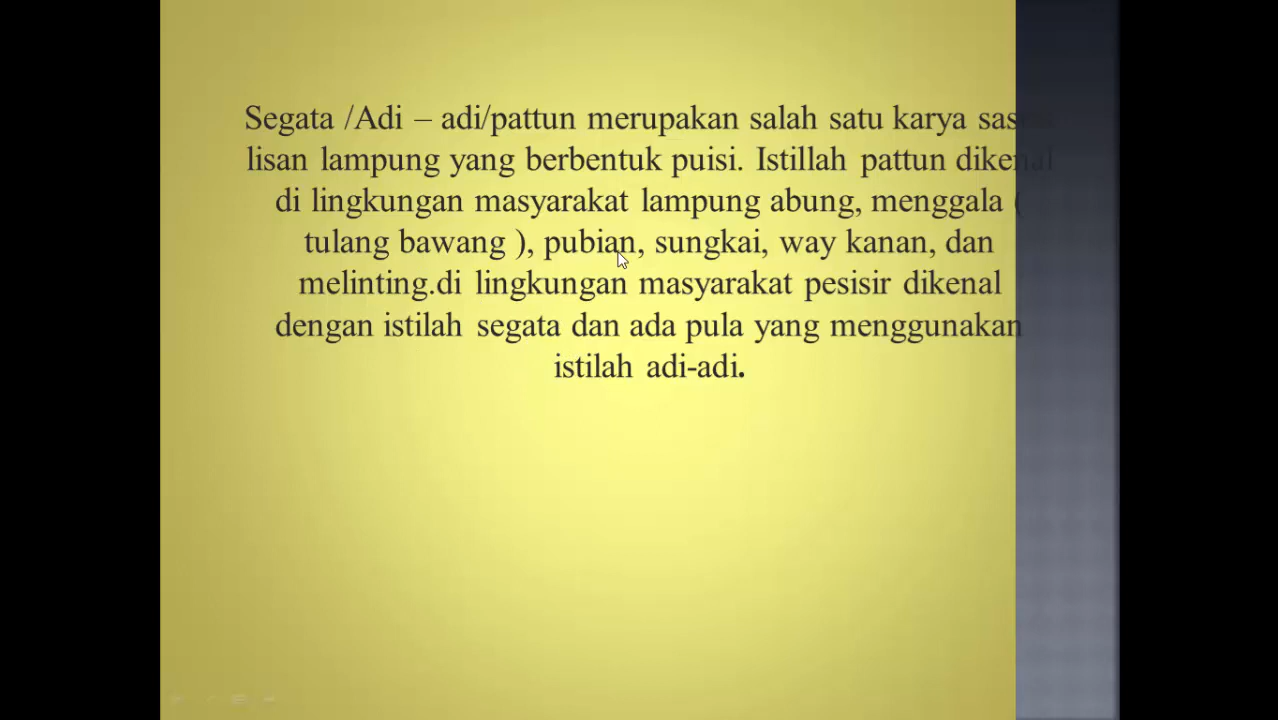 Segata /Adi – adi/pattun merupakan salah satu karya sastra
lisan lampung yang berbentuk puisi. Istillah pattun dikenal
di lingkungan masyarakat lampung abung, menggala (
tulang bawang ), pubian, sungkai, way kanan, dan
melinting.di lingkungan masyarakat pesisir dikenal
dengan istilah segata dan ada pula yang menggunakan
istilah adi-adi.